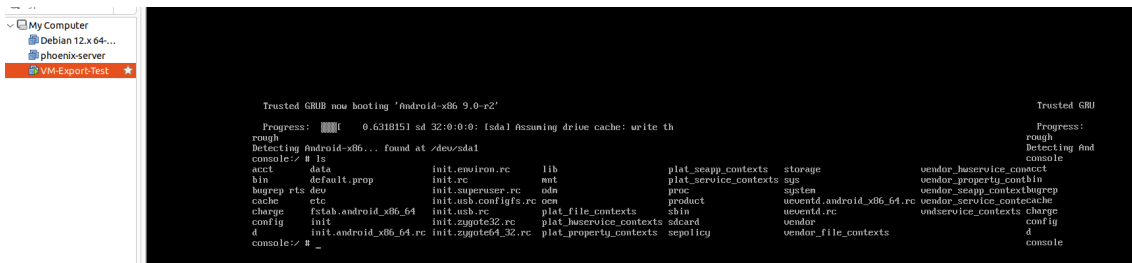 My Computer
Debian 12.x 64-...
phoenix-server
VM-Export-Test
Trusted GRUB now booting 'Android-x86 9.0-r2'
Trusted GRU
Progress: [ 0.631815] sd 32:0:0:0: [sda] Assuming drive cache: write th
Progress:
rough
rough
Detecting Android-x86... found at /dev/sda1
Detecting And
console:/ # ls
console
acct data init.environ.rc lib plat_seapp_contexts storage vendor_hwservice_conacct
bin default.prop init.rc mnt plat_service_contexts sys vendor_property_contbin
bugrep rts dev init.superuser.rc odm proc system vendor_seapp_contextbugrep
cache etc init.usb.configfs.rc oem product ueventd.android_x86_64.rc vendor_service_contecache
charge fstab.android_x86_64 init.usb.rc plat_file_contexts sbin ueventd.rc vndservice_contexts charge
config init init.zygote32.rc plat_hwservice_contexts sdcard vendor config
d init.android_x86_64.rc init.zygote64_32.rc plat_property_contexts sepolicy vendor_file_contexts d
console:/ # _
console